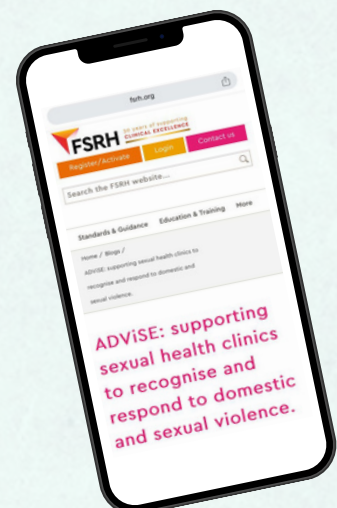 fsrh.org
FSRH 30 years of supporting
CLINICAL EXCELLENCE
Register/Activate Login Contact us
Search the FSRH website...
Standards & Guidance Education & Training More
Home / Blogs /
ADViSE: supporting sexual health clinics to
recognise and respond to domestic and
sexual violence.
ADViSE: supporting
sexual health clinics
to recognise and
respond to domestic
and sexual violence.